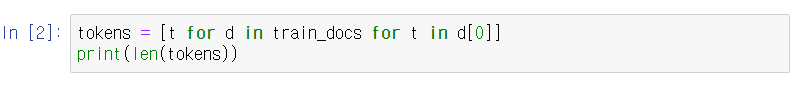 In [2]: tokens = [t for d in train_docs for t in d[0]]
print(len(tokens))